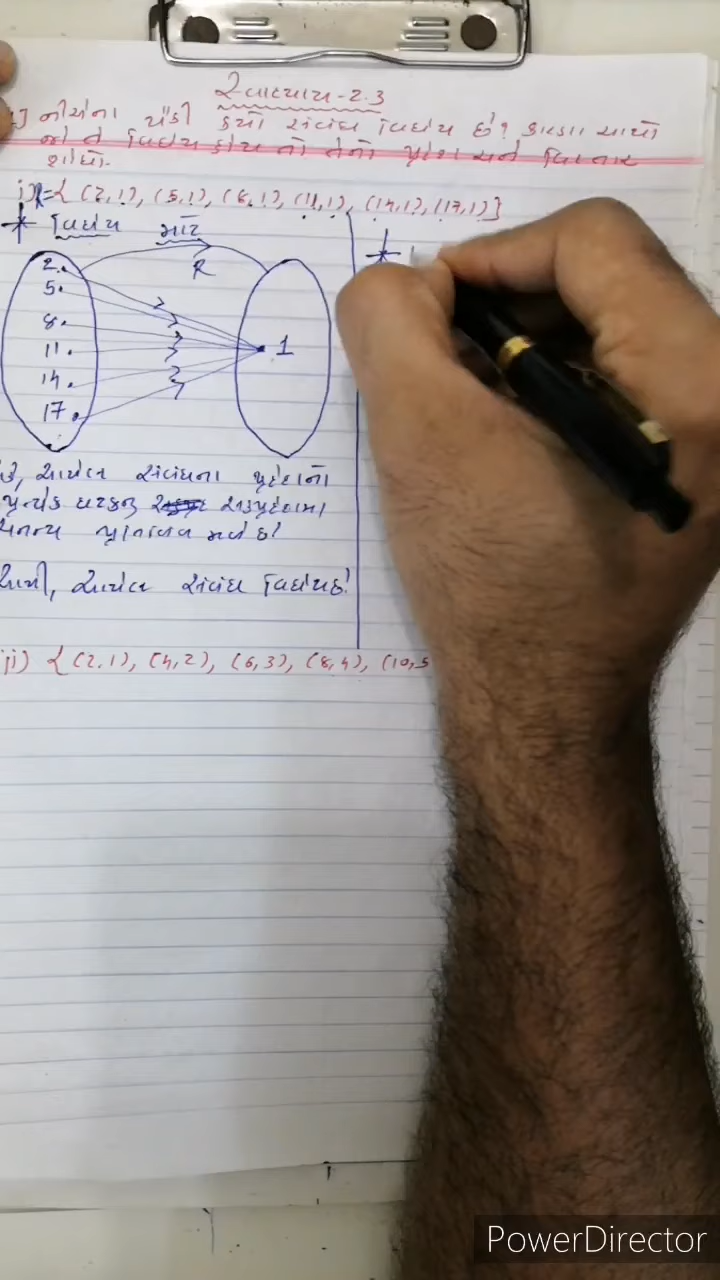 સ્વાધ્યાય-2.3
નીચેના પૈકી કયો સંબંધ વિધેય છે? કારણ આપો
જો તે વિધેય હોય તો તેનો પ્રદેશ અને વિસ્તાર
શોધો.
i) R={ (2,1), (5,1), (8,1), (11,1), (14,1), (17,1)}
* વિધેય માટે
R
2
5
8
11
14
17
1
આપેલ સંબંધના પ્રદેશનો
પ્રત્યેક ઘટકનું સહપ્રદેશમાં
અનન્ય પ્રતિબિંબ મળે છે.
આથી, આપેલ સંબંધ વિધેય છે.
*
ii) { (2,1), (4,2), (6,3), (8,4), (10,5
PowerDirector